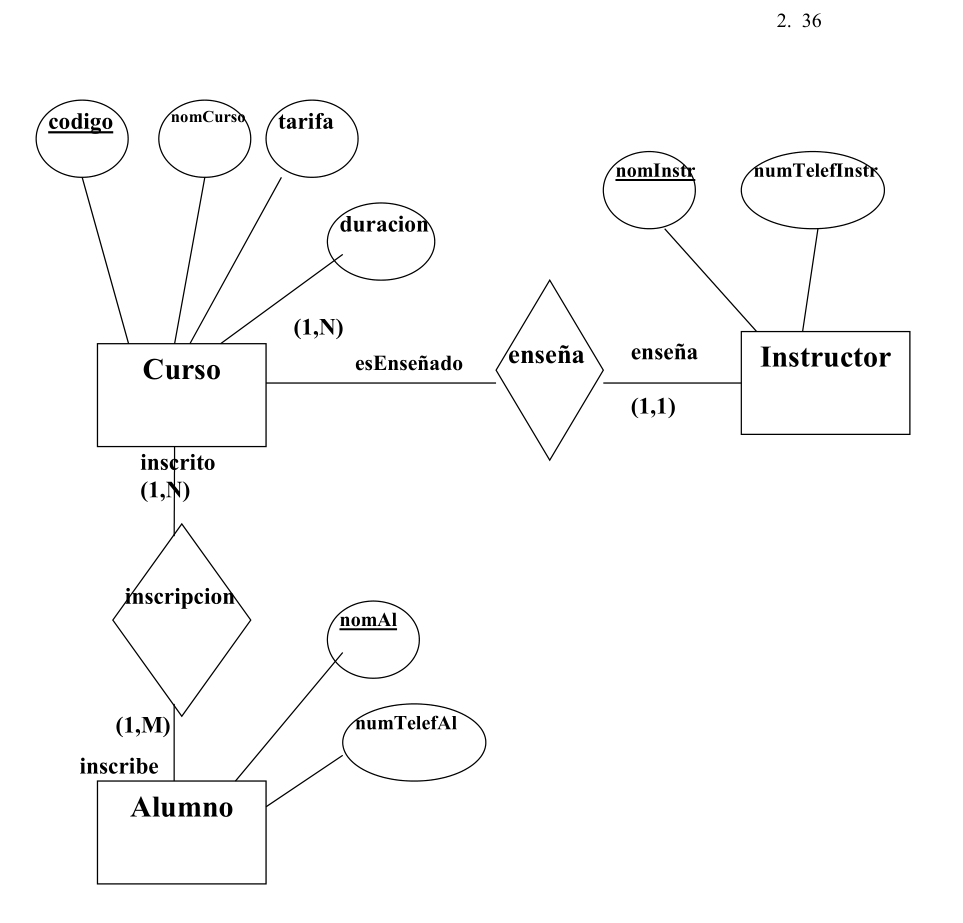 2. 36
codigo
nomCurso
tarifa
nomInstr
numTelefInstr
duracion
(1,N)
Curso
esEnseñado
enseña
enseña
(1,1)
Instructor
inscrito
(1,N)
inscripcion
nomAl
numTelefAl
(1,M)
inscribe
Alumno